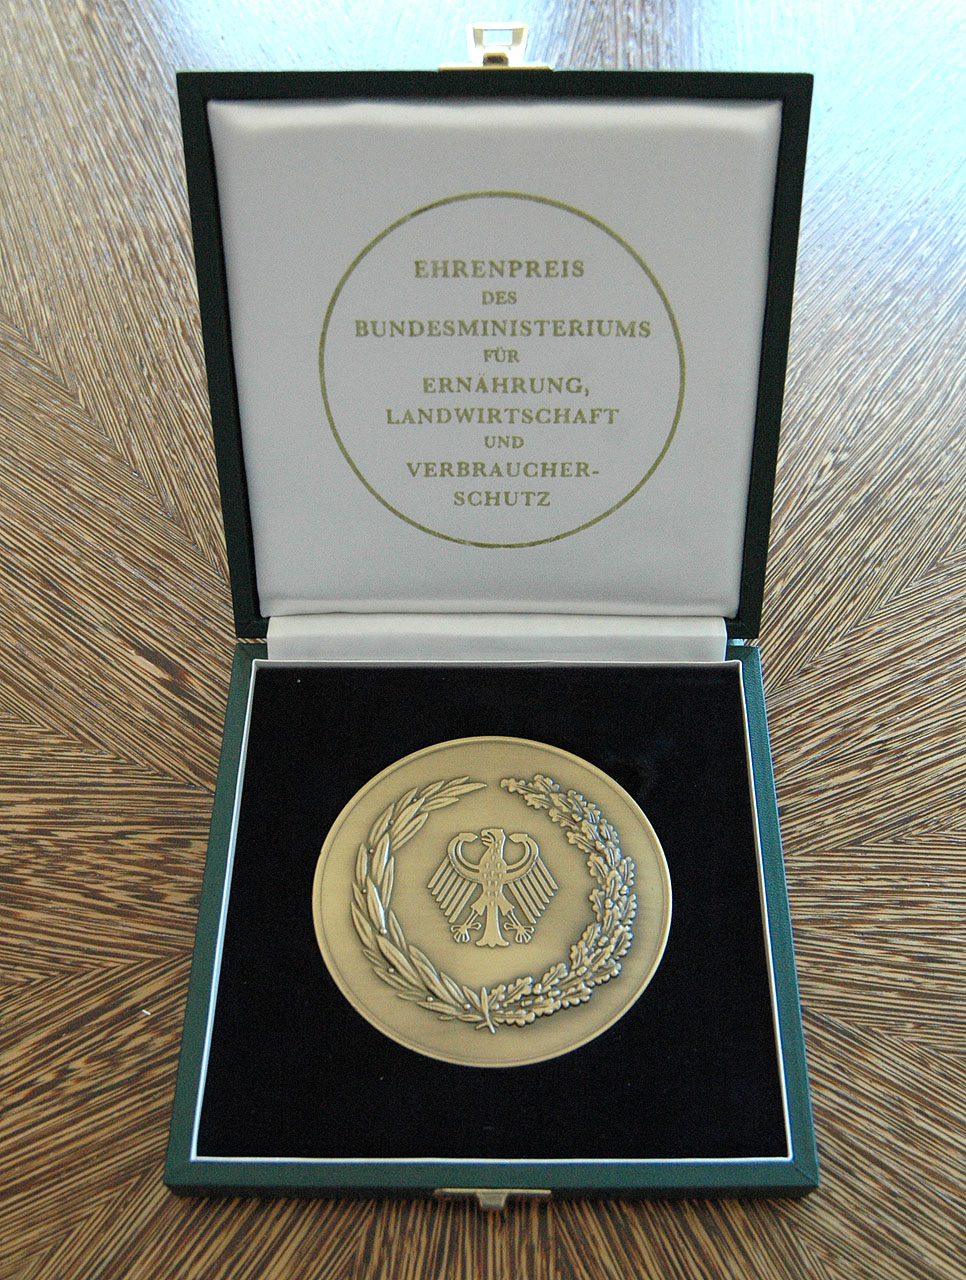 EHRENPREIS
DES
BUNDESMINISTERIUMS
FÜR
ERNÄHRUNG,
LANDWIRTSCHAFT
UND
VERBRAUCHER-
SCHUTZ